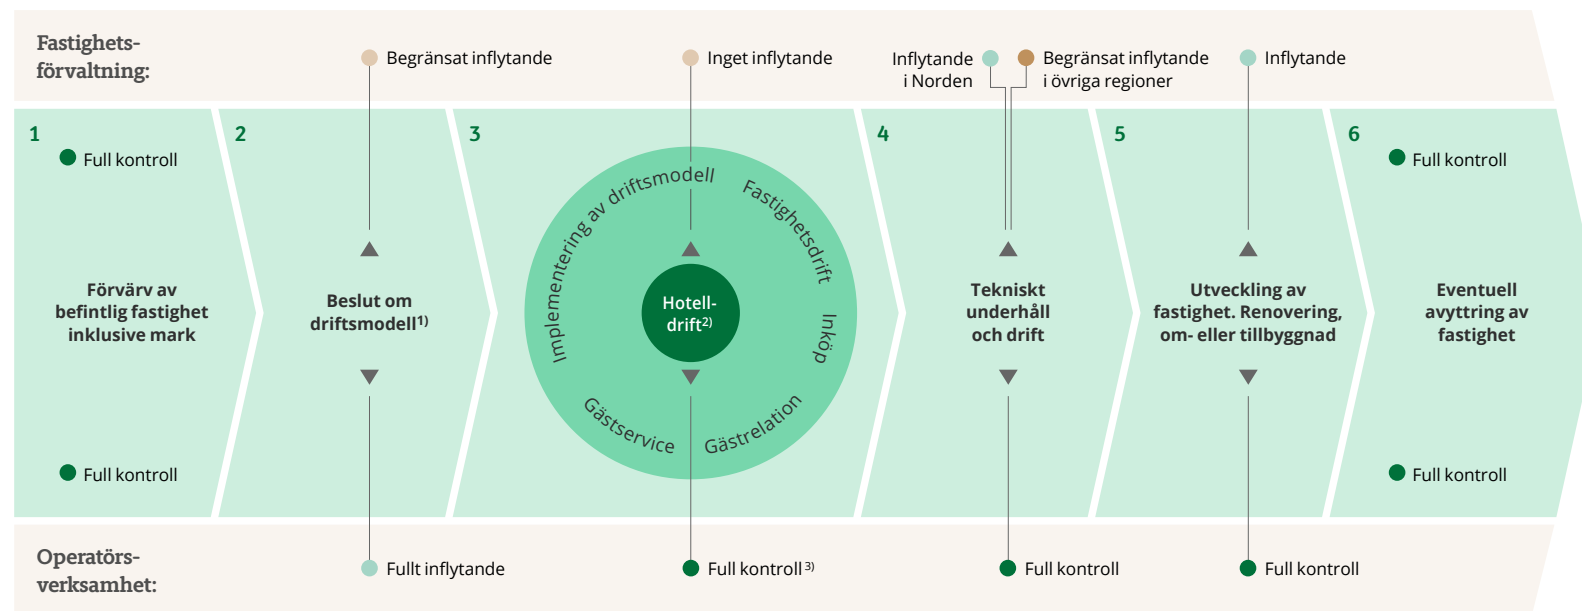 Fastighets-
förvaltning:
Begränsat inflytande
Inget inflytande
Inflytande
i Norden
Begränsat inflytande
i övriga regioner
Inflytande
1
Full kontroll
Förvärv av
befintlig fastighet
inklusive mark
Full kontroll
2
Beslut om
driftsmodell1)
3
Implementering av driftsmodell
Fastighetsdrift
Inköp
Gästrelation
Gästservice
Hotell-
drift2)
4
Tekniskt
underhåll
och drift
5
Utveckling av
fastighet. Renovering,
om- eller tillbyggnad
6
Full kontroll
Eventuell
avyttring av
fastighet
Full kontroll
Operatörs-
verksamhet:
Fullt inflytande
Full kontroll 3)
Full kontroll
Full kontroll